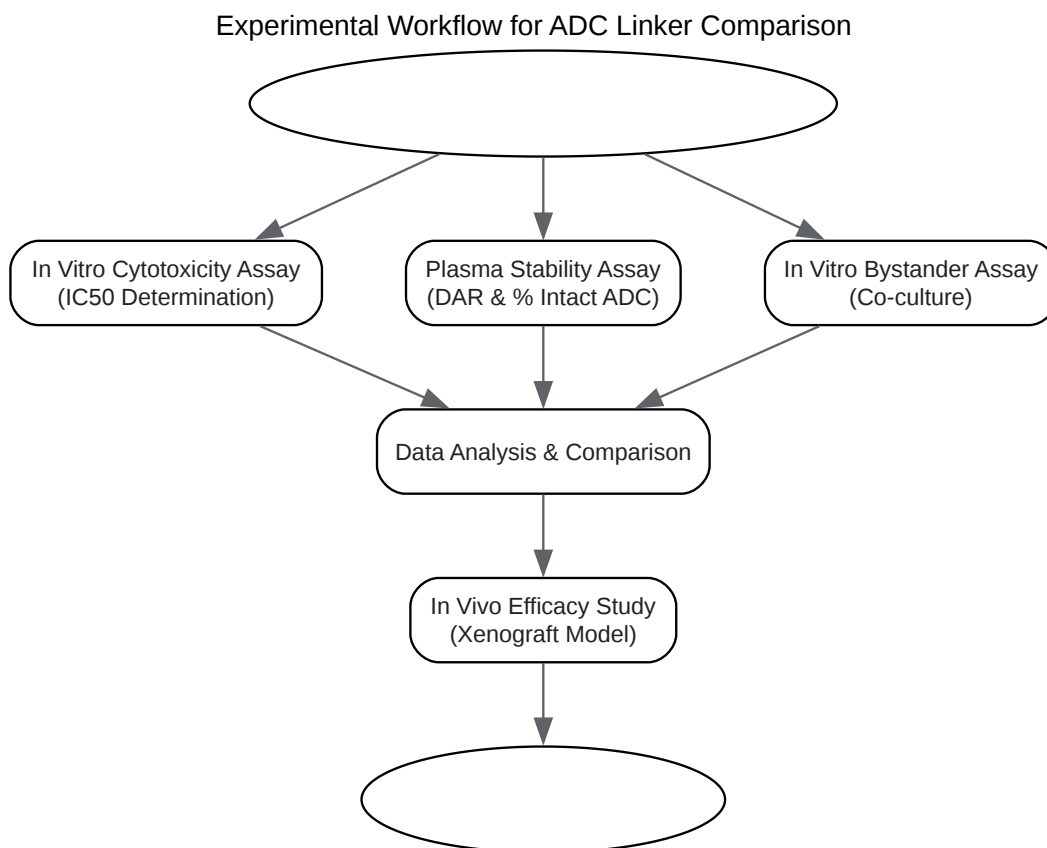 Experimental Workflow for ADC Linker Comparison
In Vitro Cytotoxicity Assay
(IC50 Determination)
Plasma Stability Assay
(DAR & % Intact ADC)
In Vitro Bystander Assay
(Co-culture)
Data Analysis & Comparison
In Vivo Efficacy Study
(Xenograft Model)